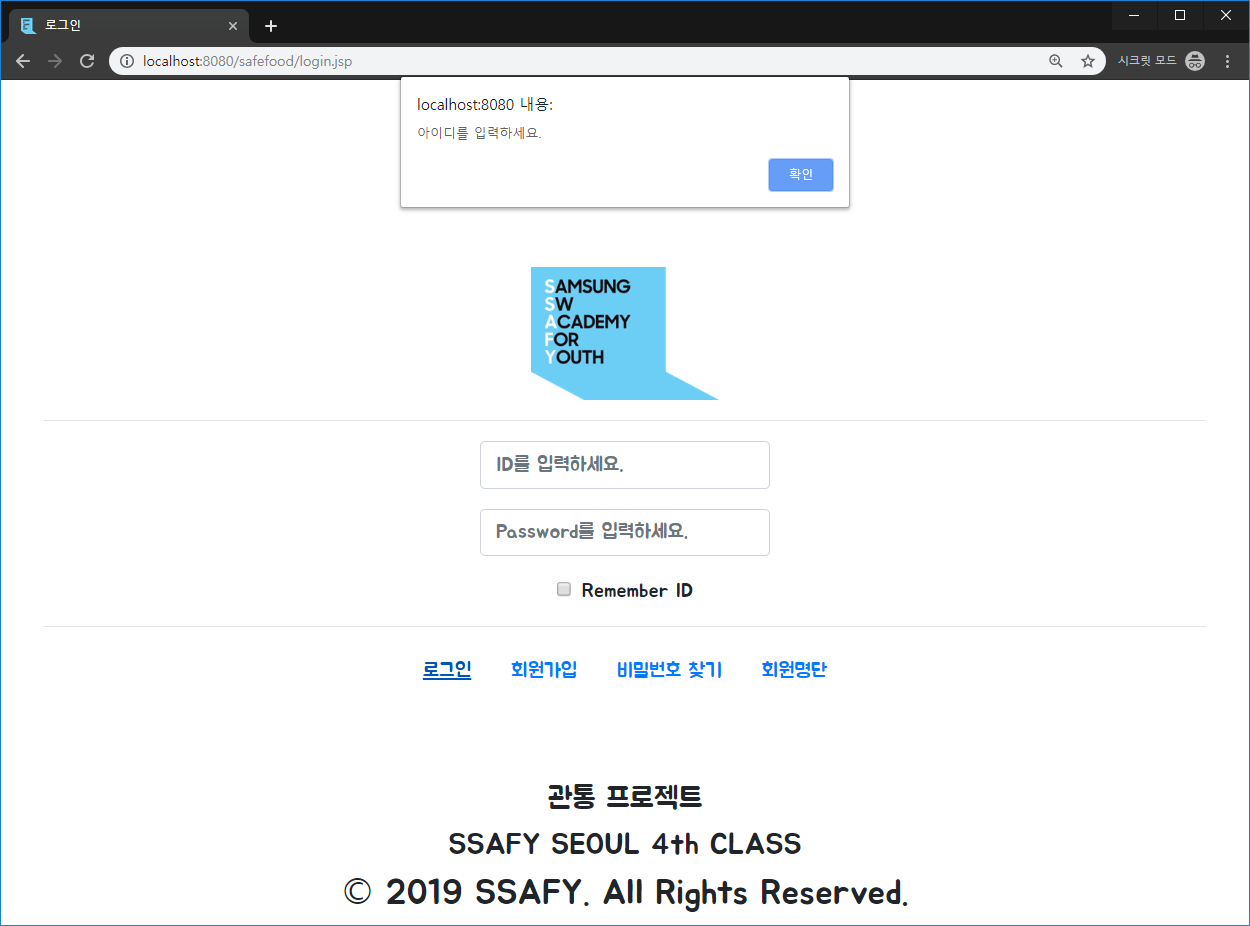 로그인
localhost:8080/safefood/login.jsp
시크릿 모드
localhost:8080 내용:
아이디를 입력하세요.
확인
SAMSUNG
SW
ACADEMY
FOR
YOUTH
ID를 입력하세요.
Password를 입력하세요.
Remember ID
로그인 회원가입 비밀번호 찾기 회원명단
관통 프로젝트
SSAFY SEOUL 4th CLASS
© 2019 SSAFY. All Rights Reserved.